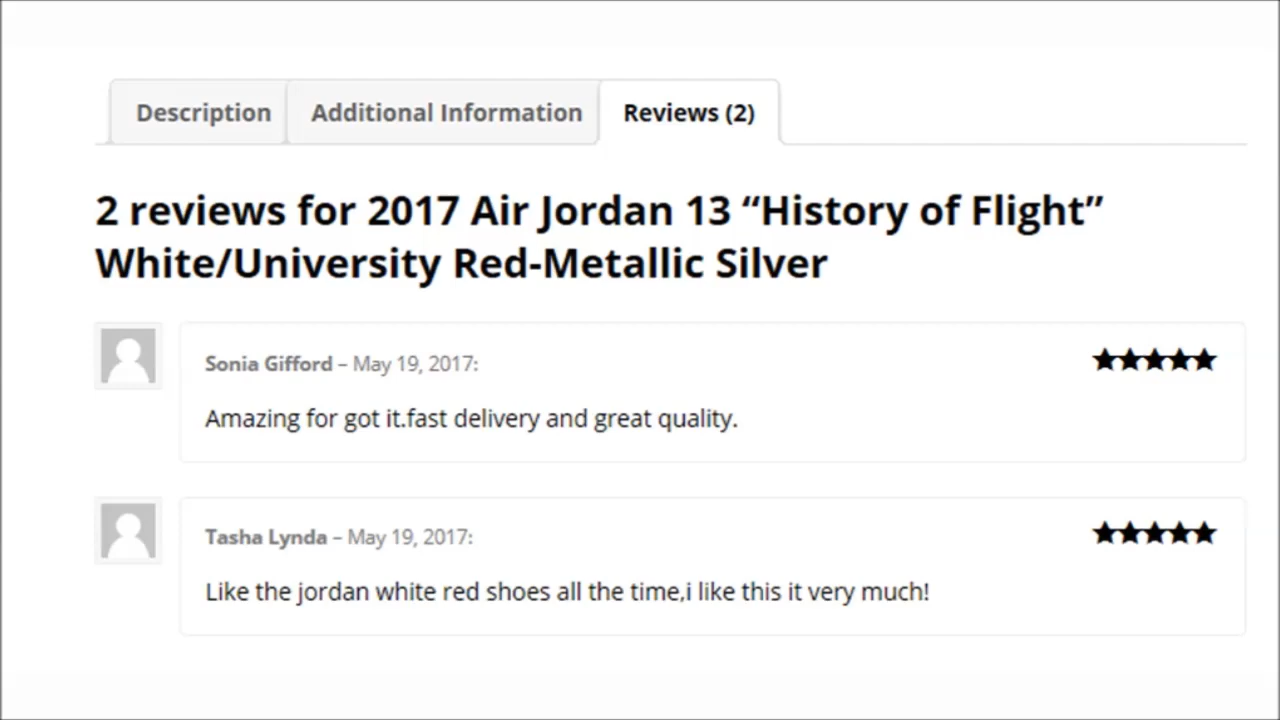 Description Additional Information Reviews (2)
2 reviews for 2017 Air Jordan 13 “History of Flight”
White/University Red-Metallic Silver
Sonia Gifford – May 19, 2017:
Amazing for got it.fast delivery and great quality.
Tasha Lynda – May 19, 2017:
Like the jordan white red shoes all the time,i like this it very much!